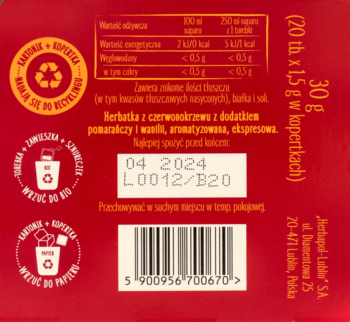 Wartość odżywcza
100 ml naparu
250 ml naparu z 1 torebki
Wartość energetyczna 2 kJ/0 kcal 5 kJ/1 kcal
Węglowodany < 0,5 g < 0,5 g
w tym cukry < 0,5 g < 0,5 g
Zawiera znikome ilości tłuszczu
(w tym kwasów tłuszczowych nasyconych), białka i soli.
Herbatka z czerwonokrzewu z dodatkiem
pomarańczy i wanilii, aromatyzowana, ekspresowa.
Najlepiej spożyć przed końcem:
04 2024
L0012/B20
Przechowywać w suchym miejscu w temp. pokojowej.
5 900956 700670 >
KARTONIK + KOPERTKA
NADAJĄ SIĘ DO RECYKLINGU
TOREBKA + ZAWIESZKA + SZNURECZEK
BIO
WRZUĆ DO BIO
KARTONIK + KOPERTKA
PAPIER
WRZUĆ DO PAPIERU
30 g
(20 tb. x 1,5 g w kopertkach)
„Herbapol-Lublin” S.A.
ul. Diamentowa 25
20-471 Lublin, Polska